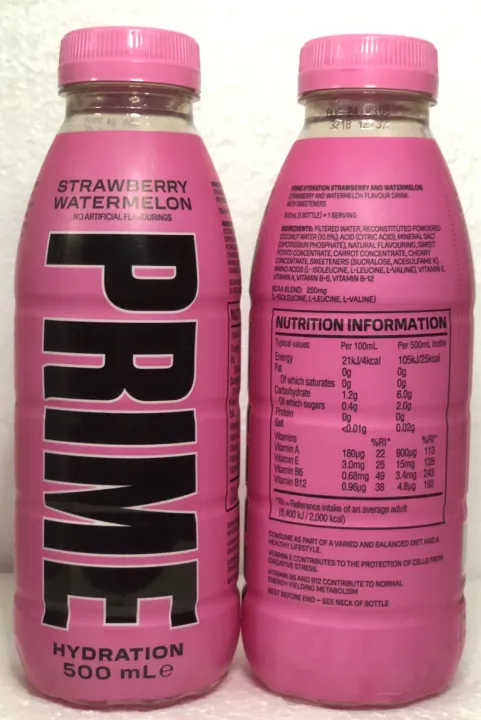 STRAWBERRY
WATERMELON
NO ARTIFICIAL FLAVOURINGS
PRIME
HYDRATION
500 mL℮
3218 12:37
PRIME HYDRATION STRAWBERRY AND WATERMELON
STRAWBERRY AND WATERMELON FLAVOUR DRINK
WITH SWEETENERS
500ml (1 BOTTLE) = 1 SERVING
INGREDIENTS: FILTERED WATER, RECONSTITUTED POWDERED
COCONUT WATER (10.0%), ACID (CITRIC ACID), MINERAL SALT
(DIPOTASSIUM PHOSPHATE), NATURAL FLAVOURING, SWEET
POTATO CONCENTRATE, CARROT CONCENTRATE, CHERRY
CONCENTRATE, SWEETENERS (SUCRALOSE, ACESULFAME K),
AMINO ACIDS (L- ISOLEUCINE, L-LEUCINE, L-VALINE), VITAMIN E,
VITAMIN A, VITAMIN B-6, VITAMIN B-12
BCAA BLEND: 250mg
(L-ISOLEUCINE, L-LEUCINE, L-VALINE)
NUTRITION INFORMATION
Typical values Per 100mL Per 500mL bottle
Energy 21kJ/4kcal 105kJ/25kcal
Fat 0g 0g
Of which saturates 0g 0g
Carbohydrate 1.2g 6.0g
Of which sugars 0.4g 2.0g
Protein 0g 0g
Salt <0.01g 0.02g
Vitamins %RI* %RI*
Vitamin A 180µg 22 900µg 113
Vitamin E 3.0mg 25 15mg 125
Vitamin B6 0.68mg 49 3.4mg 243
Vitamin B12 0.96µg 38 4.8µg 192
*RI = Reference intake of an average adult
(8,400 kJ / 2,000 kcal)
CONSUME AS PART OF A VARIED AND BALANCED DIET AND A
HEALTHY LIFESTYLE.
VITAMIN E CONTRIBUTES TO THE PROTECTION OF CELLS FROM
OXIDATIVE STRESS.
VITAMIN B6 AND B12 CONTRIBUTE TO NORMAL
ENERGY-YIELDING METABOLISM
BEST BEFORE END – SEE NECK OF BOTTLE